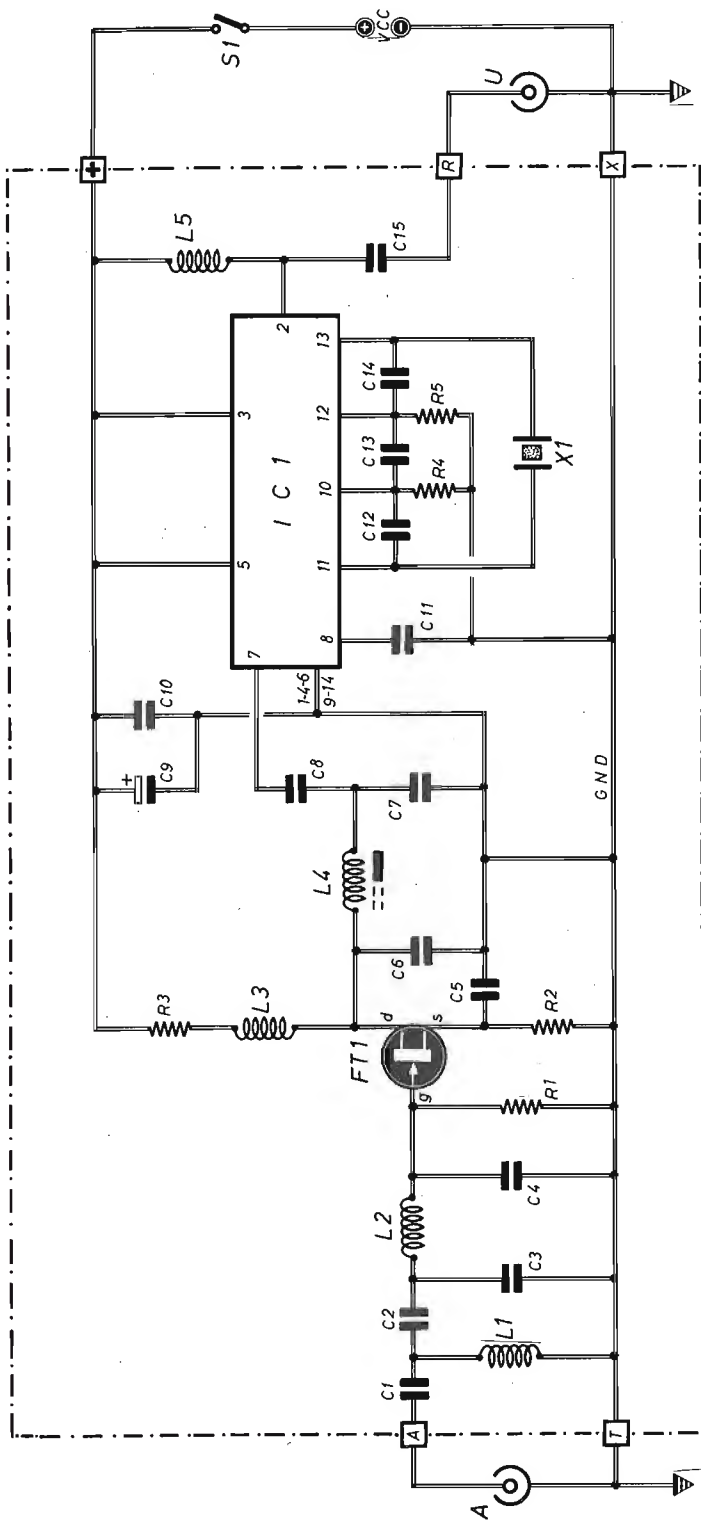 S1
+
VCC
+
−
L5
R
U
C15
X
2
3
5
I C 1
13
12
10
11
7
8
C14
C13
C12
R5
R4
X1
C11
1-4-6
9-14
C10
C9
+
C8
C7
L4
C6
C5
GND
R3
L3
FT1
d
s
g
R2
R1
L2
C4
C3
C2
L1
C1
A
T
A